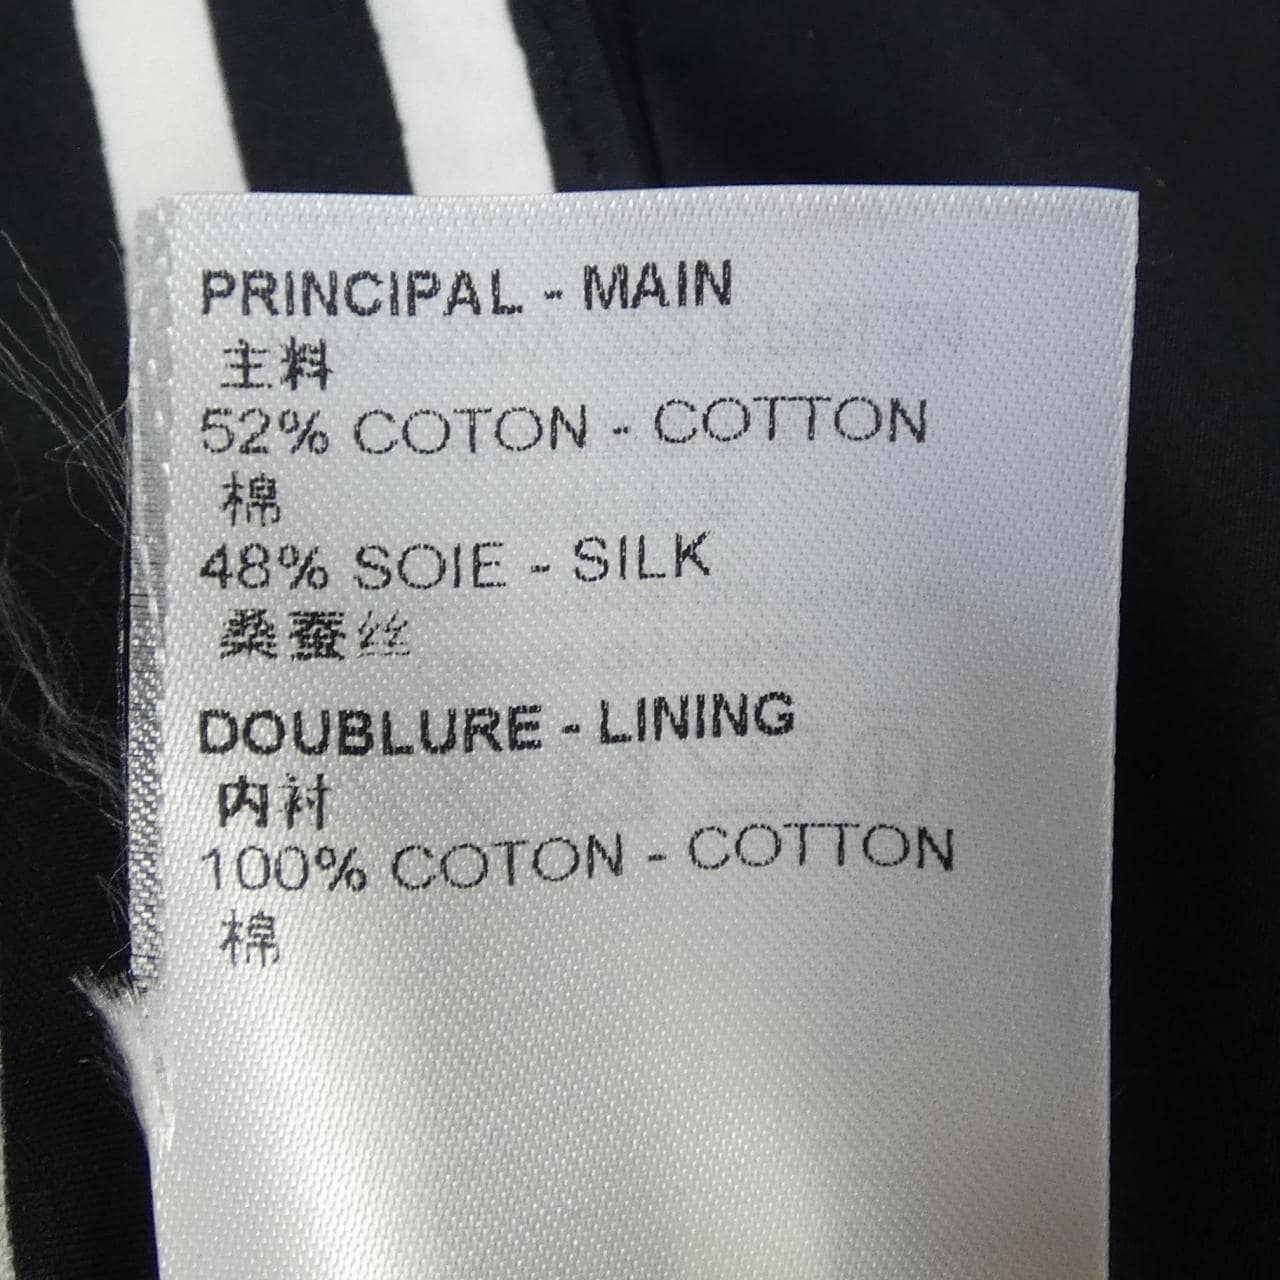 PRINCIPAL - MAIN
主料
52% COTON - COTTON
棉
48% SOIE - SILK
桑蚕丝
DOUBLURE - LINING
内衬
100% COTON - COTTON
棉